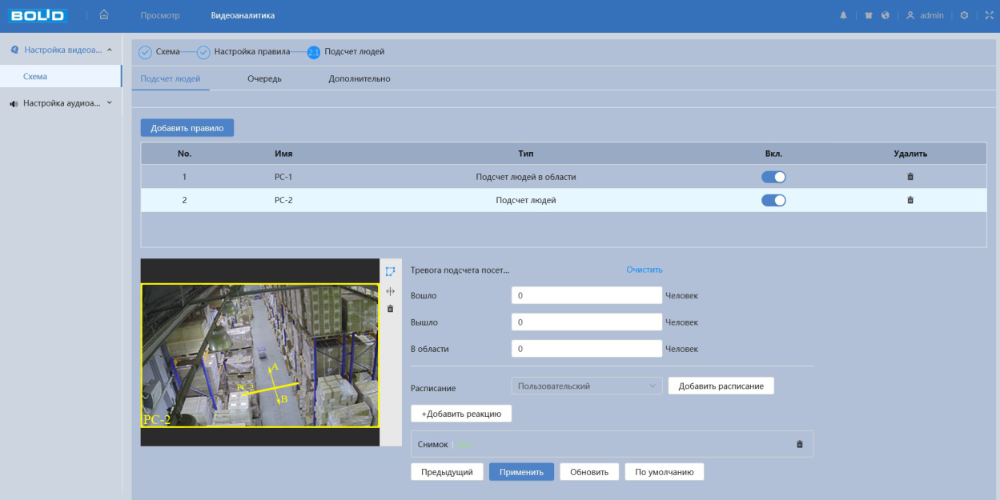 BOLID Просмотр Видеоаналитика admin
Настройка видеоа...
Схема
Настройка аудиоа...
Схема Настройка правила 2.1 Подсчет людей
Подсчет людей Очередь Дополнительно
Добавить правило
No. Имя Тип Вкл. Удалить
1 PC-1 Подсчет людей в области
2 PC-2 Подсчет людей
A
PC-2
B
PC-2
Тревога подсчета посет... Очистить
Вошло 0 Человек
Вышло 0 Человек
В области 0 Человек
Расписание Пользовательский Добавить расписание
+Добавить реакцию
Снимок
Предыдущий Применить Обновить По умолчанию